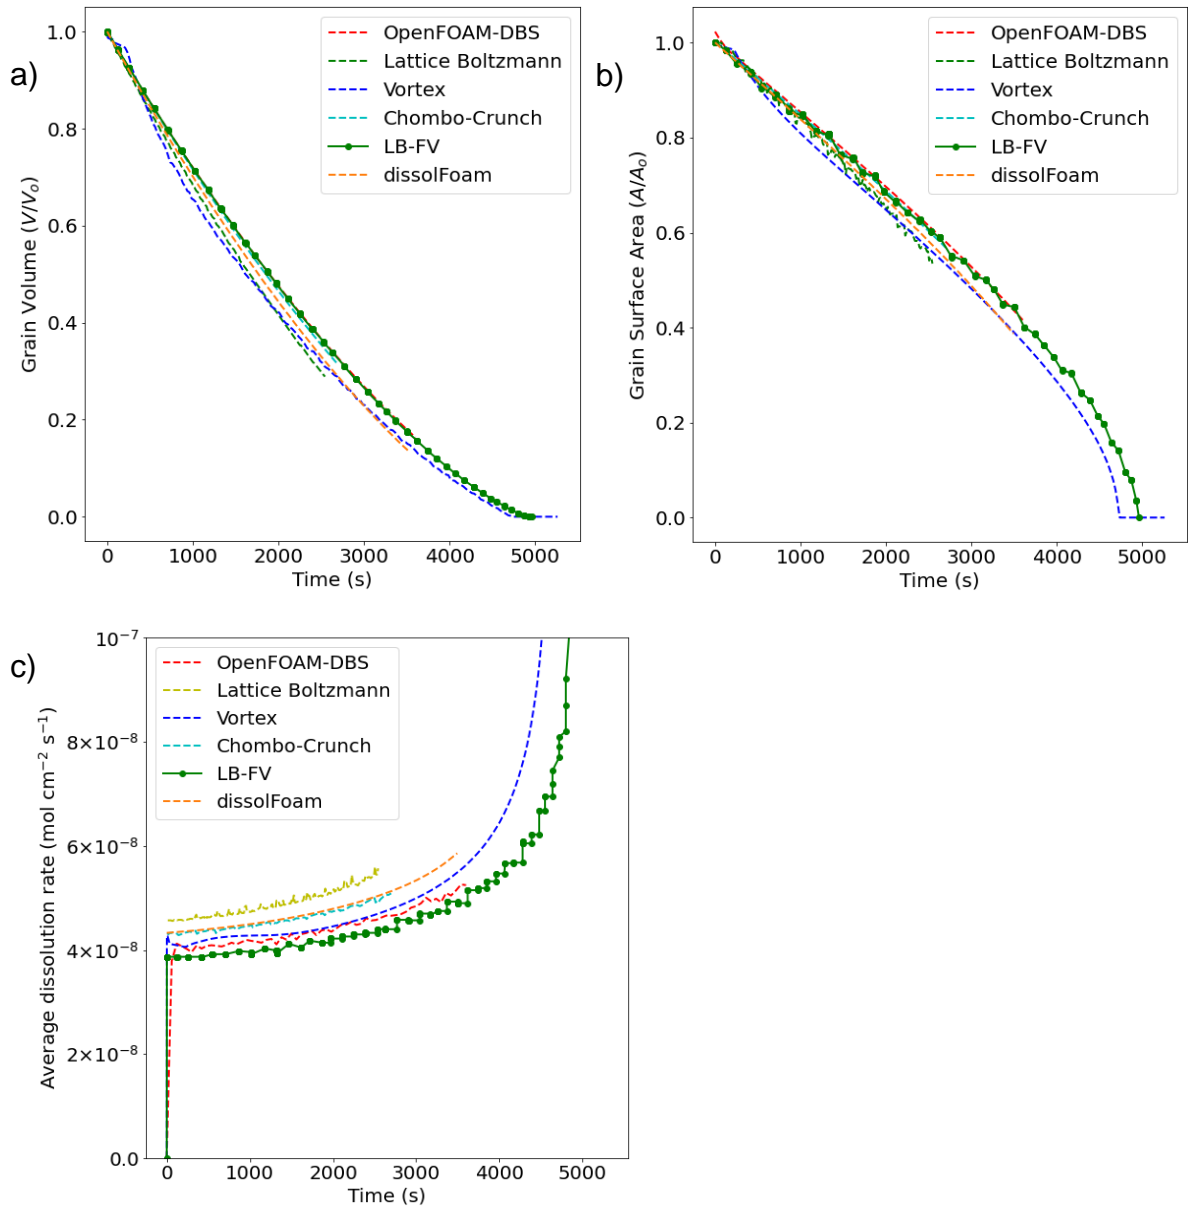 a)
1.0
0.8
0.6
0.4
0.2
0.0
Grain Volume (V/Vo)
OpenFOAM-DBS
Lattice Boltzmann
Vortex
Chombo-Crunch
LB-FV
dissolFoam
0 1000 2000 3000 4000 5000
Time (s)
b)
1.0
0.8
0.6
0.4
0.2
0.0
Grain Surface Area (A/Ao)
OpenFOAM-DBS
Lattice Boltzmann
Vortex
Chombo-Crunch
LB-FV
dissolFoam
0 1000 2000 3000 4000 5000
Time (s)
c)
10⁻⁷
8×10⁻⁸
6×10⁻⁸
4×10⁻⁸
2×10⁻⁸
0.0
Average dissolution rate (mol cm⁻² s⁻¹)
OpenFOAM-DBS
Lattice Boltzmann
Vortex
Chombo-Crunch
LB-FV
dissolFoam
0 1000 2000 3000 4000 5000
Time (s)